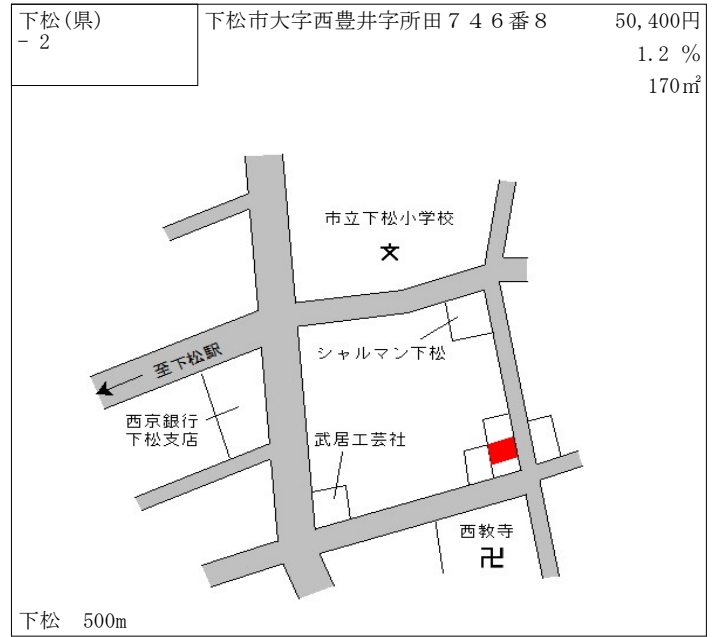 下松(県)
－２
下松市大字西豊井字所田７４６番８
50,400円
1.2 %
170㎡
市立下松小学校
文
シャルマン下松
至下松駅
西京銀行
下松支店
武居工芸社
西教寺
卍
下松　500m